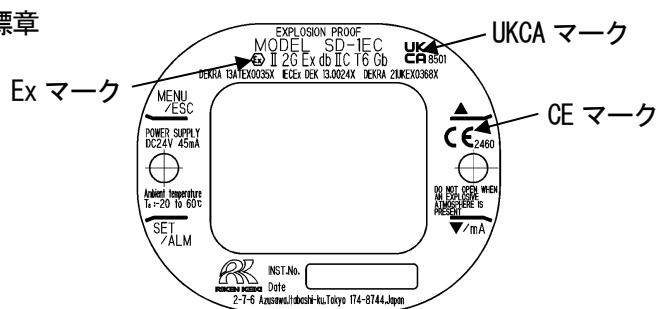 標章
EXPLOSION PROOF
MODEL SD-1EC
Ex II 2G Ex db IIC T6 Gb
UK
CA 8501
UKCA マーク
DEKRA 13ATEX0035X IECEx DEK 13.0024X DEKRA 21UKEX0368X
Ex マーク
MENU
/ESC
POWER SUPPLY
DC24V 45mA
Ambient temperature
Ta :-20 to 60℃
SET
/ALM
▲
CE 2460
CE マーク
DO NOT OPEN WHEN
AN EXPLOSIVE
ATMOSPHERE IS
PRESENT
▼/mA
RIKEN KEIKI
INST.No.
Date
2-7-6 Azusawa,Itabashi-ku,Tokyo 174-8744,Japan